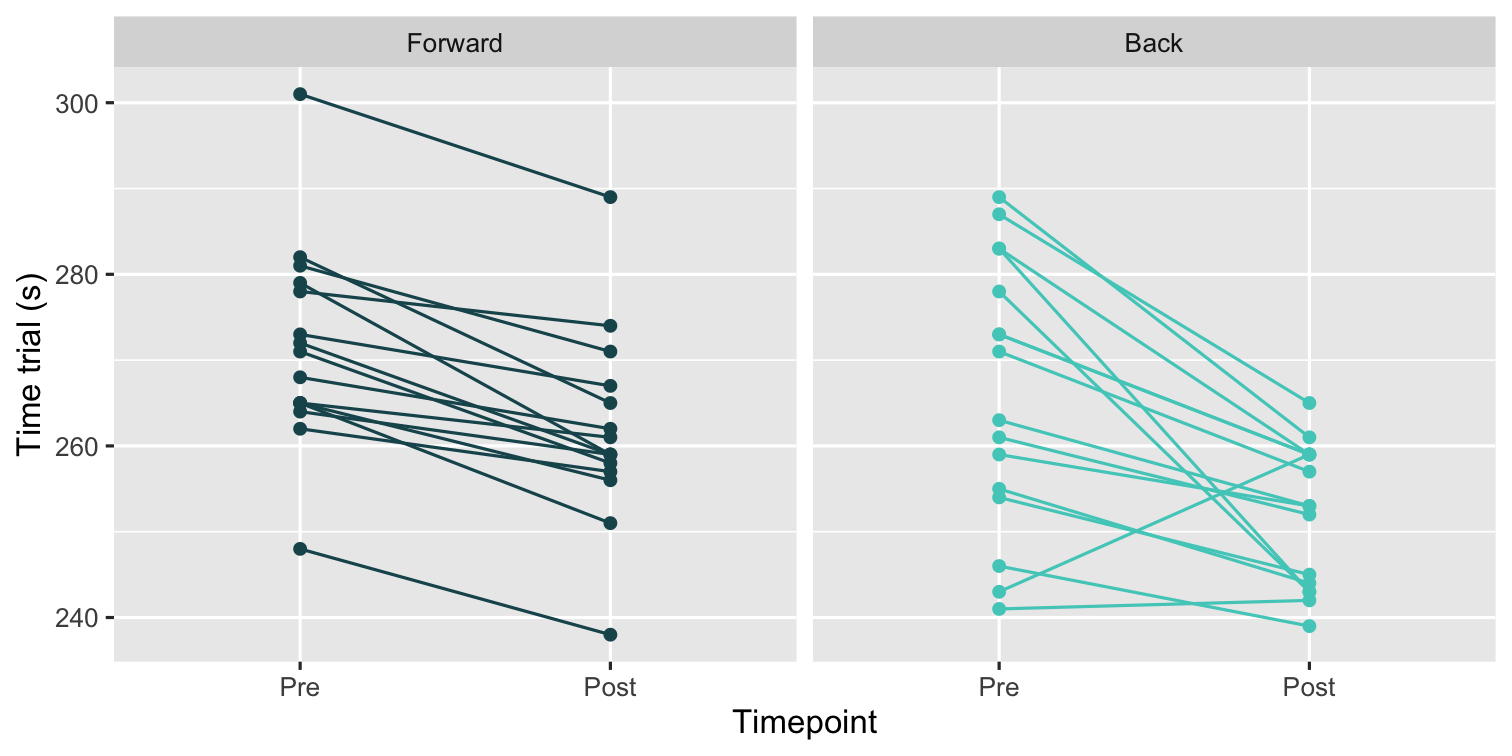 Forward
Back
Time trial (s)
300
280
260
240
Pre
Post
Pre
Post
Timepoint